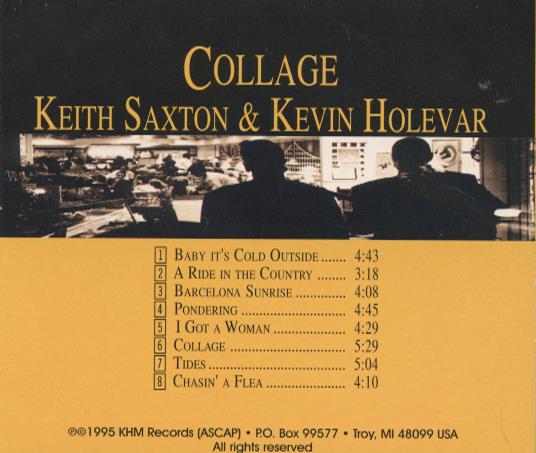 COLLAGE
KEITH SAXTON & KEVIN HOLEVAR
1 BABY IT'S COLD OUTSIDE ....... 4:43
2 A RIDE IN THE COUNTRY ........ 3:18
3 BARCELONA SUNRISE .............. 4:08
4 PONDERING ............................ 4:45
5 I GOT A WOMAN .................... 4:29
6 COLLAGE ................................ 5:29
7 TIDES ...................................... 5:04
8 CHASIN' A FLEA ...................... 4:10
℗©1995 KHM Records (ASCAP) • P.O. Box 99577 • Troy, MI 48099 USA
All rights reserved